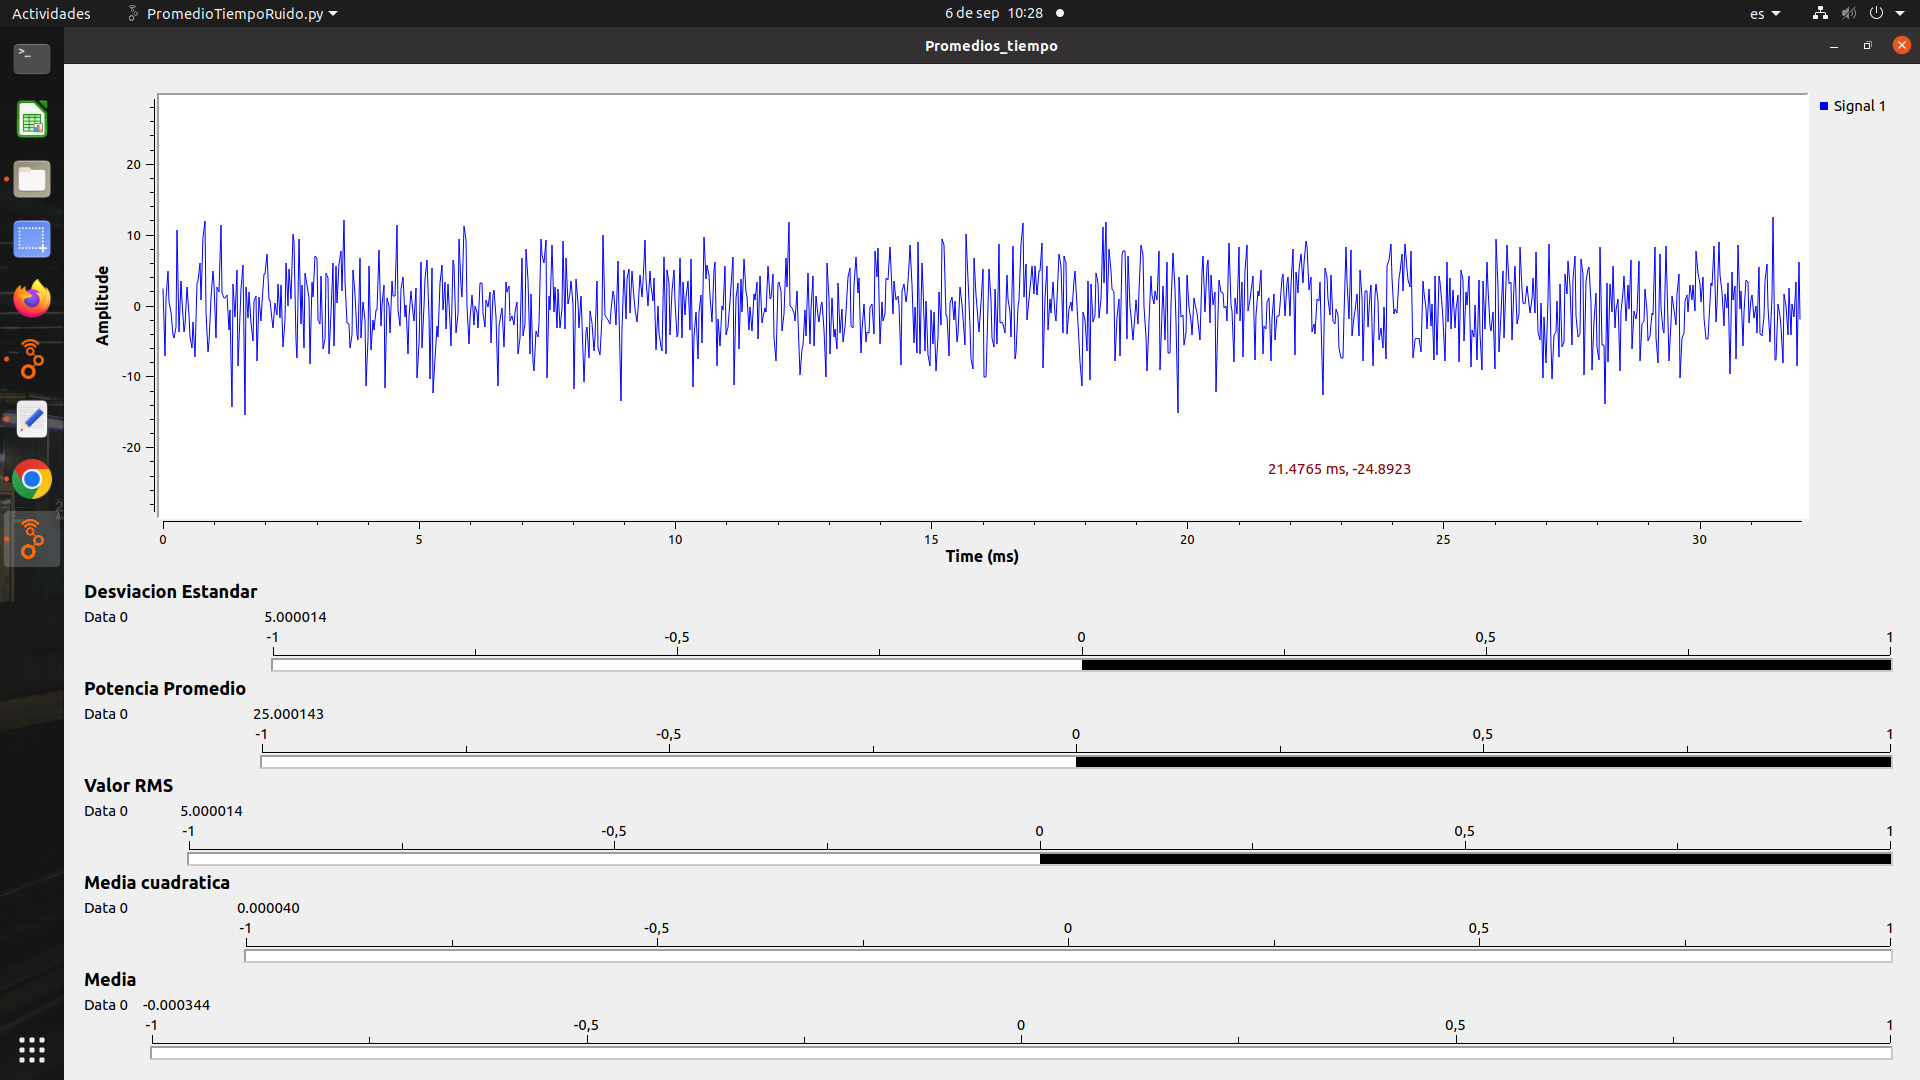 Actividades PromedioTiempoRuido.py 6 de sep 10:28 es
Promedios_tiempo
Signal 1
Amplitude
20
10
0
-10
-20
21.4765 ms, -24.8923
0 5 10 15 20 25 30
Time (ms)
Desviacion Estandar
Data 0 5.000014
-1 -0,5 0 0,5 1
Potencia Promedio
Data 0 25.000143
-1 -0,5 0 0,5 1
Valor RMS
Data 0 5.000014
-1 -0,5 0 0,5 1
Media cuadratica
Data 0 0.000040
-1 -0,5 0 0,5 1
Media
Data 0 -0.000344
-1 -0,5 0 0,5 1